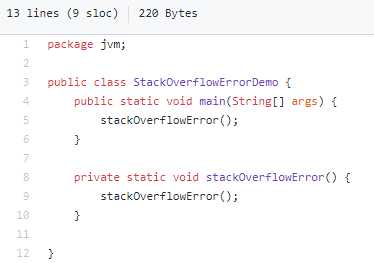 13 lines (9 sloc) 220 Bytes
1 package jvm;
2
3 public class StackOverflowErrorDemo {
4     public static void main(String[] args) {
5         stackOverflowError();
6     }
7
8     private static void stackOverflowError() {
9         stackOverflowError();
10     }
11
12 }